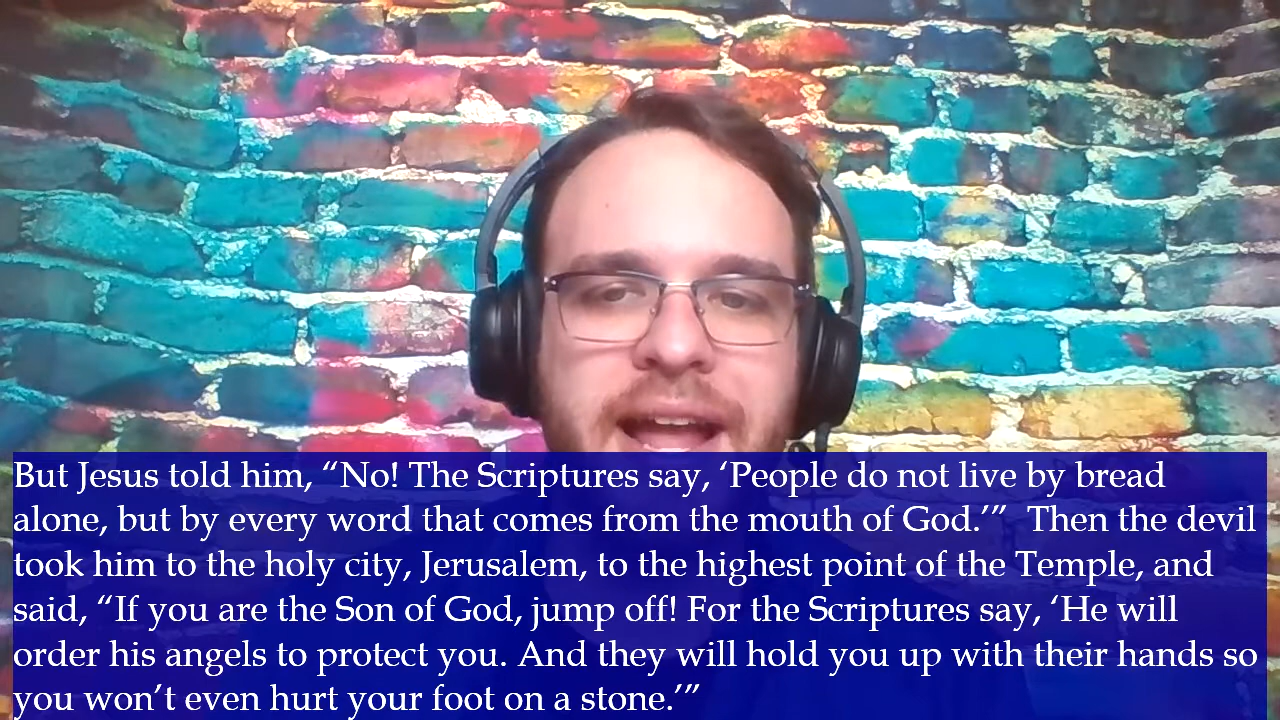 But Jesus told him, “No! The Scriptures say, ‘People do not live by bread
alone, but by every word that comes from the mouth of God.’”  Then the devil
took him to the holy city, Jerusalem, to the highest point of the Temple, and
said, “If you are the Son of God, jump off! For the Scriptures say, ‘He will
order his angels to protect you. And they will hold you up with their hands so
you won’t even hurt your foot on a stone.’”